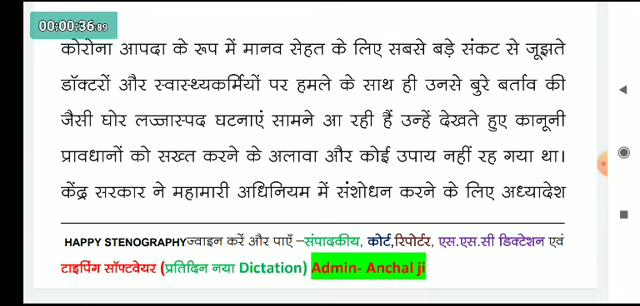 00:00:36:89
कोरोना आपदा के रूप में मानव सेहत के लिए सबसे बड़े संकट से जूझते
डॉक्टरों और स्वास्थ्यकर्मियों पर हमले के साथ ही उनसे बुरे बर्ताव की
जैसी घोर लज्जास्पद घटनाएं सामने आ रही हैं उन्हें देखते हुए कानूनी
प्रावधानों को सख्त करने के अलावा और कोई उपाय नहीं रह गया था।
केंद्र सरकार ने महामारी अधिनियम में संशोधन करने के लिए अध्यादेश
HAPPY STENOGRAPHYज्वाइन करें और पाएँ –संपादकीय, कोर्ट,रिपोर्टर, एस.एस.सी डिक्टेशन एवं
टाइपिंग सॉफ्टवेयर (प्रतिदिन नया Dictation) Admin- Anchal ji